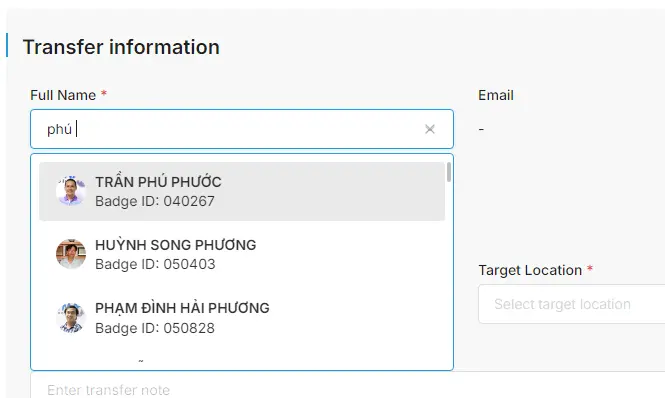 Transfer information
Full Name *
Email
phú
-
TRẦN PHÚ PHƯỚC
Badge ID: 040267
HUỲNH SONG PHƯƠNG
Badge ID: 050403
Target Location *
Select target location
PHẠM ĐÌNH HẢI PHƯƠNG
Badge ID: 050828
Enter transfer note